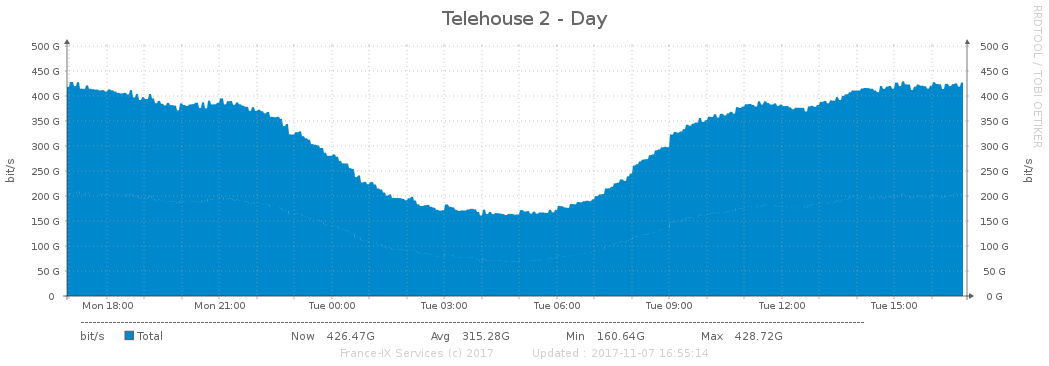 Telehouse 2 - Day
RRDTOOL / TOBI OETIKER
bit/s
500 G 500 G
450 G 450 G
400 G 400 G
350 G 350 G
300 G 300 G
250 G 250 G
200 G 200 G
150 G 150 G
100 G 100 G
50 G 50 G
0 0 G
bit/s
Mon 18:00 Mon 21:00 Tue 00:00 Tue 03:00 Tue 06:00 Tue 09:00 Tue 12:00 Tue 15:00
bit/s Total Now 426.47G Avg 315.28G Min 160.64G Max 428.72G
France-IX Services (c) 2017 Updated : 2017-11-07 16:55:14